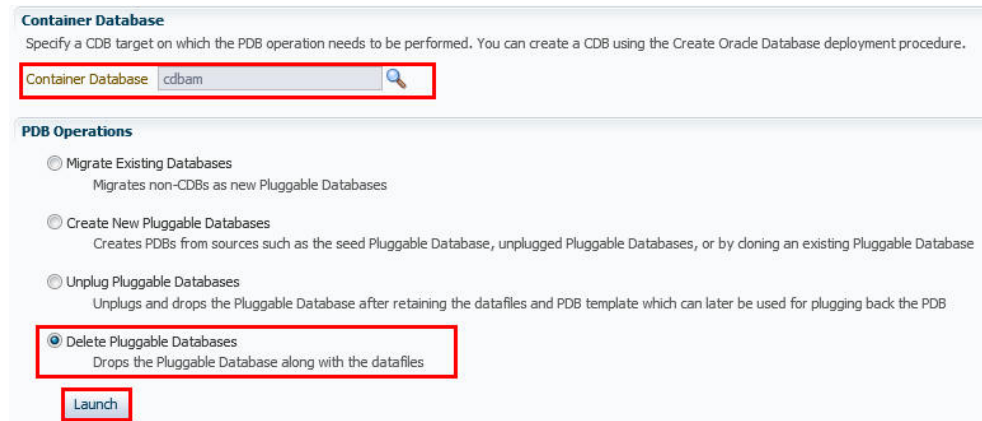 Container Database
Specify a CDB target on which the PDB operation needs to be performed. You can create a CDB using the Create Oracle Database deployment procedure.
Container Database cdbam
PDB Operations
Migrate Existing Databases
Migrates non-CDBs as new Pluggable Databases
Create New Pluggable Databases
Creates PDBs from sources such as the seed Pluggable Database, unplugged Pluggable Databases, or by cloning an existing Pluggable Database
Unplug Pluggable Databases
Unplugs and drops the Pluggable Database after retaining the datafiles and PDB template which can later be used for plugging back the PDB
Delete Pluggable Databases
Drops the Pluggable Database along with the datafiles
Launch